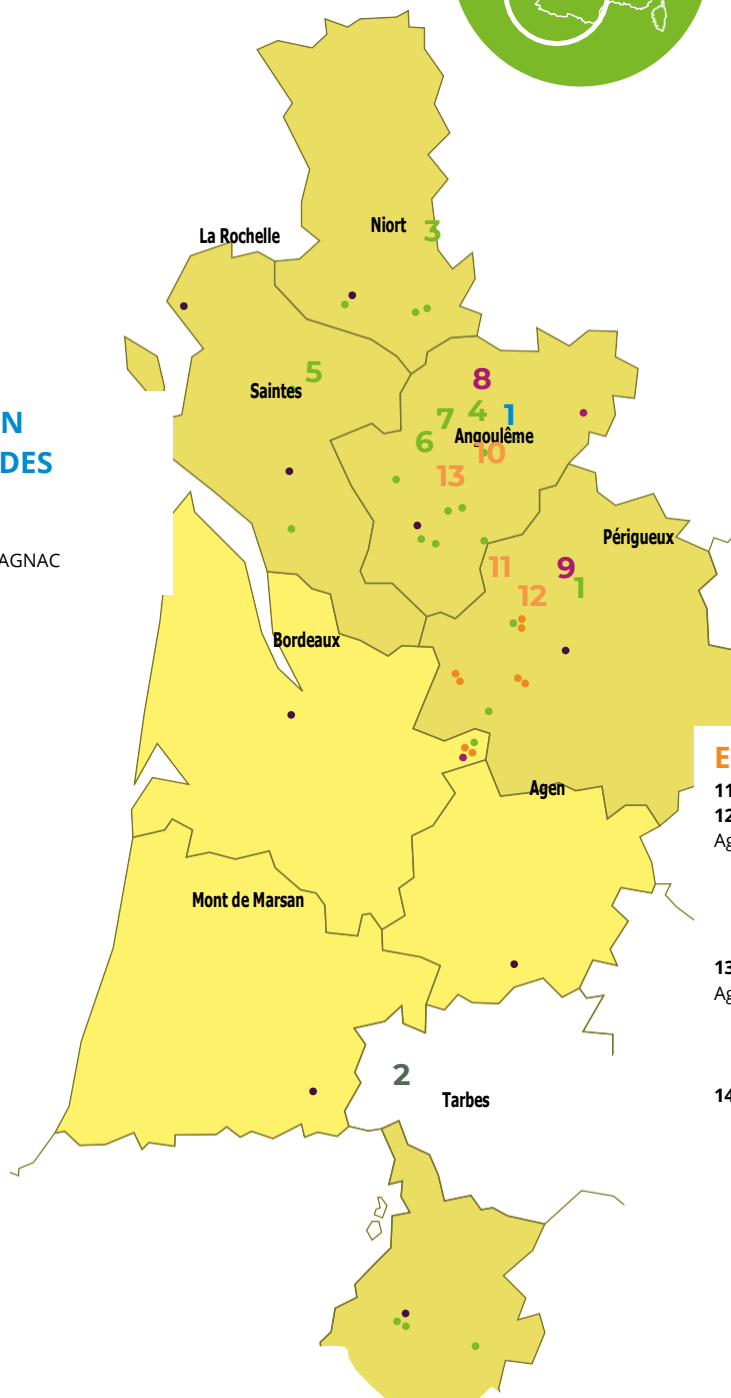 Niort
3
La Rochelle
5
8
Saintes
7
4
1
N
6
Angoulême
10
DES
13
Périgueux
AGNAC
11
9
12
1
Bordeaux
E
Agen
11
12
Ag
Mont de Marsan
13
Ag
2
14
Tarbes